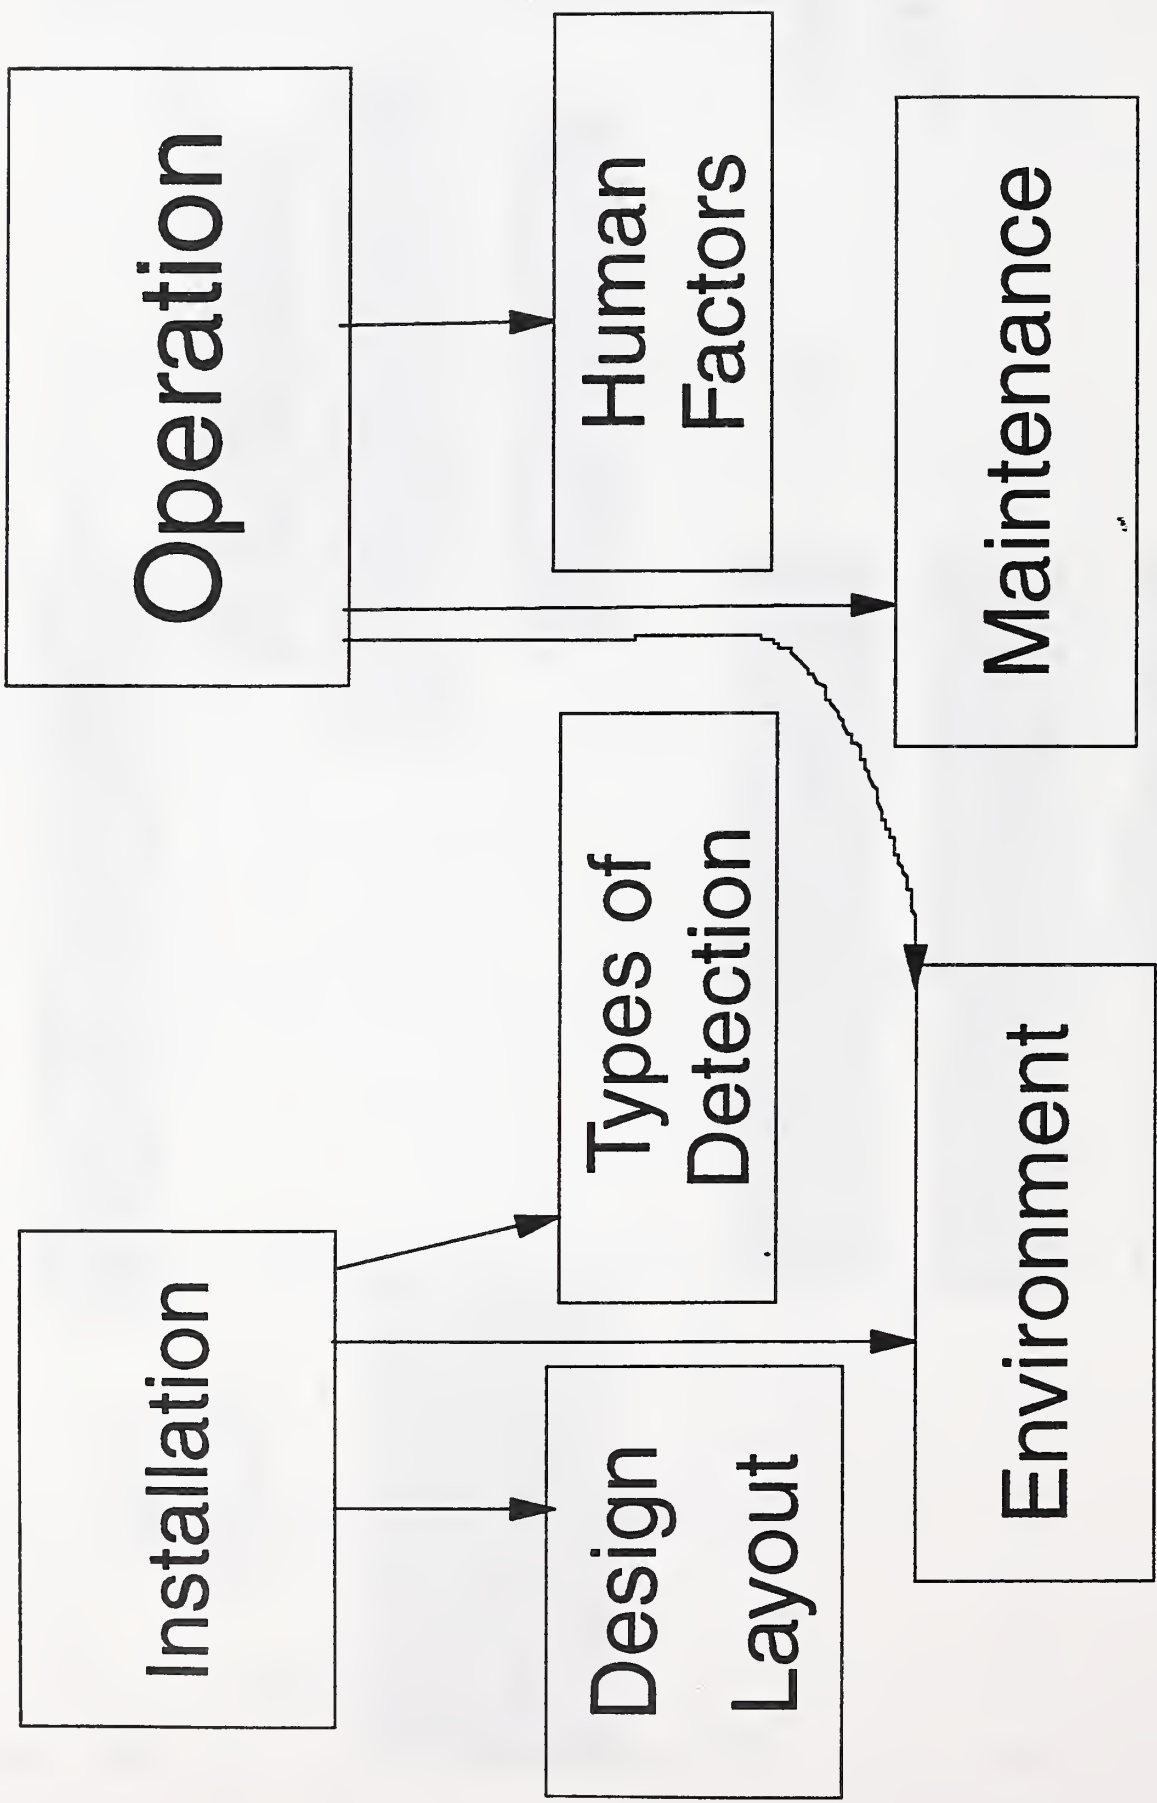 Installation
Operation
Types of
Detection
Human
Factors
Design
Layout
Environment
Maintenance